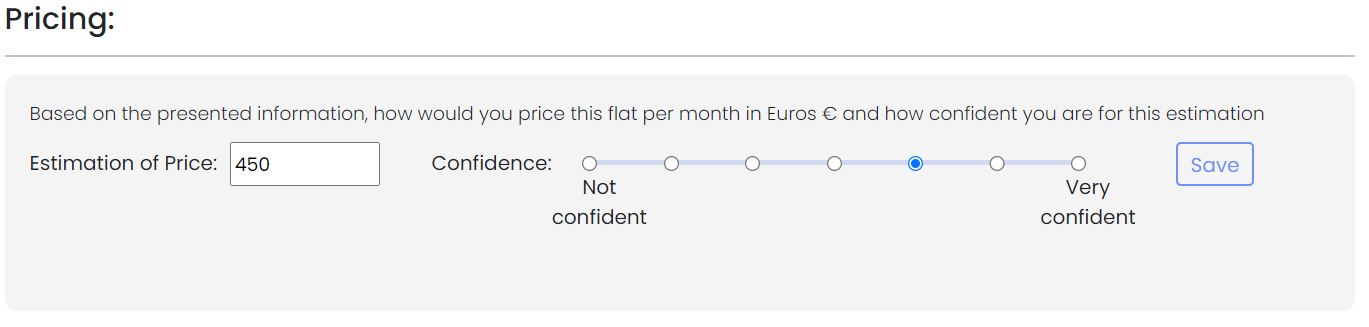 Pricing:
Based on the presented information, how would you price this flat per month in Euros € and how confident you are for this estimation
Estimation of Price: 450 Confidence: Save
Not confident Very confident